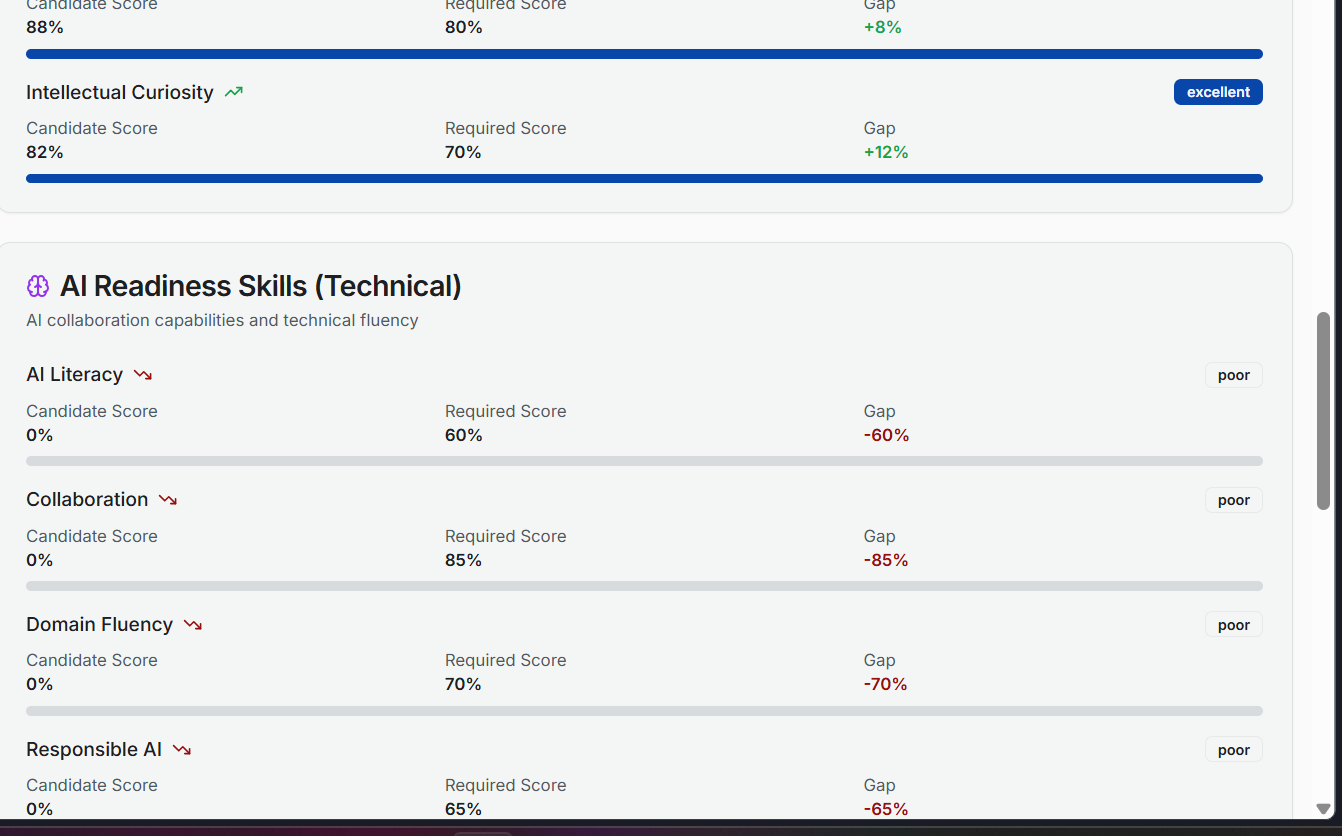 Candidate Score Required Score Gap
88% 80% +8%
Intellectual Curiosity excellent
Candidate Score Required Score Gap
82% 70% +12%
AI Readiness Skills (Technical)
AI collaboration capabilities and technical fluency
AI Literacy poor
Candidate Score Required Score Gap
0% 60% -60%
Collaboration poor
Candidate Score Required Score Gap
0% 85% -85%
Domain Fluency poor
Candidate Score Required Score Gap
0% 70% -70%
Responsible AI poor
Candidate Score Required Score Gap
0% 65% -65%